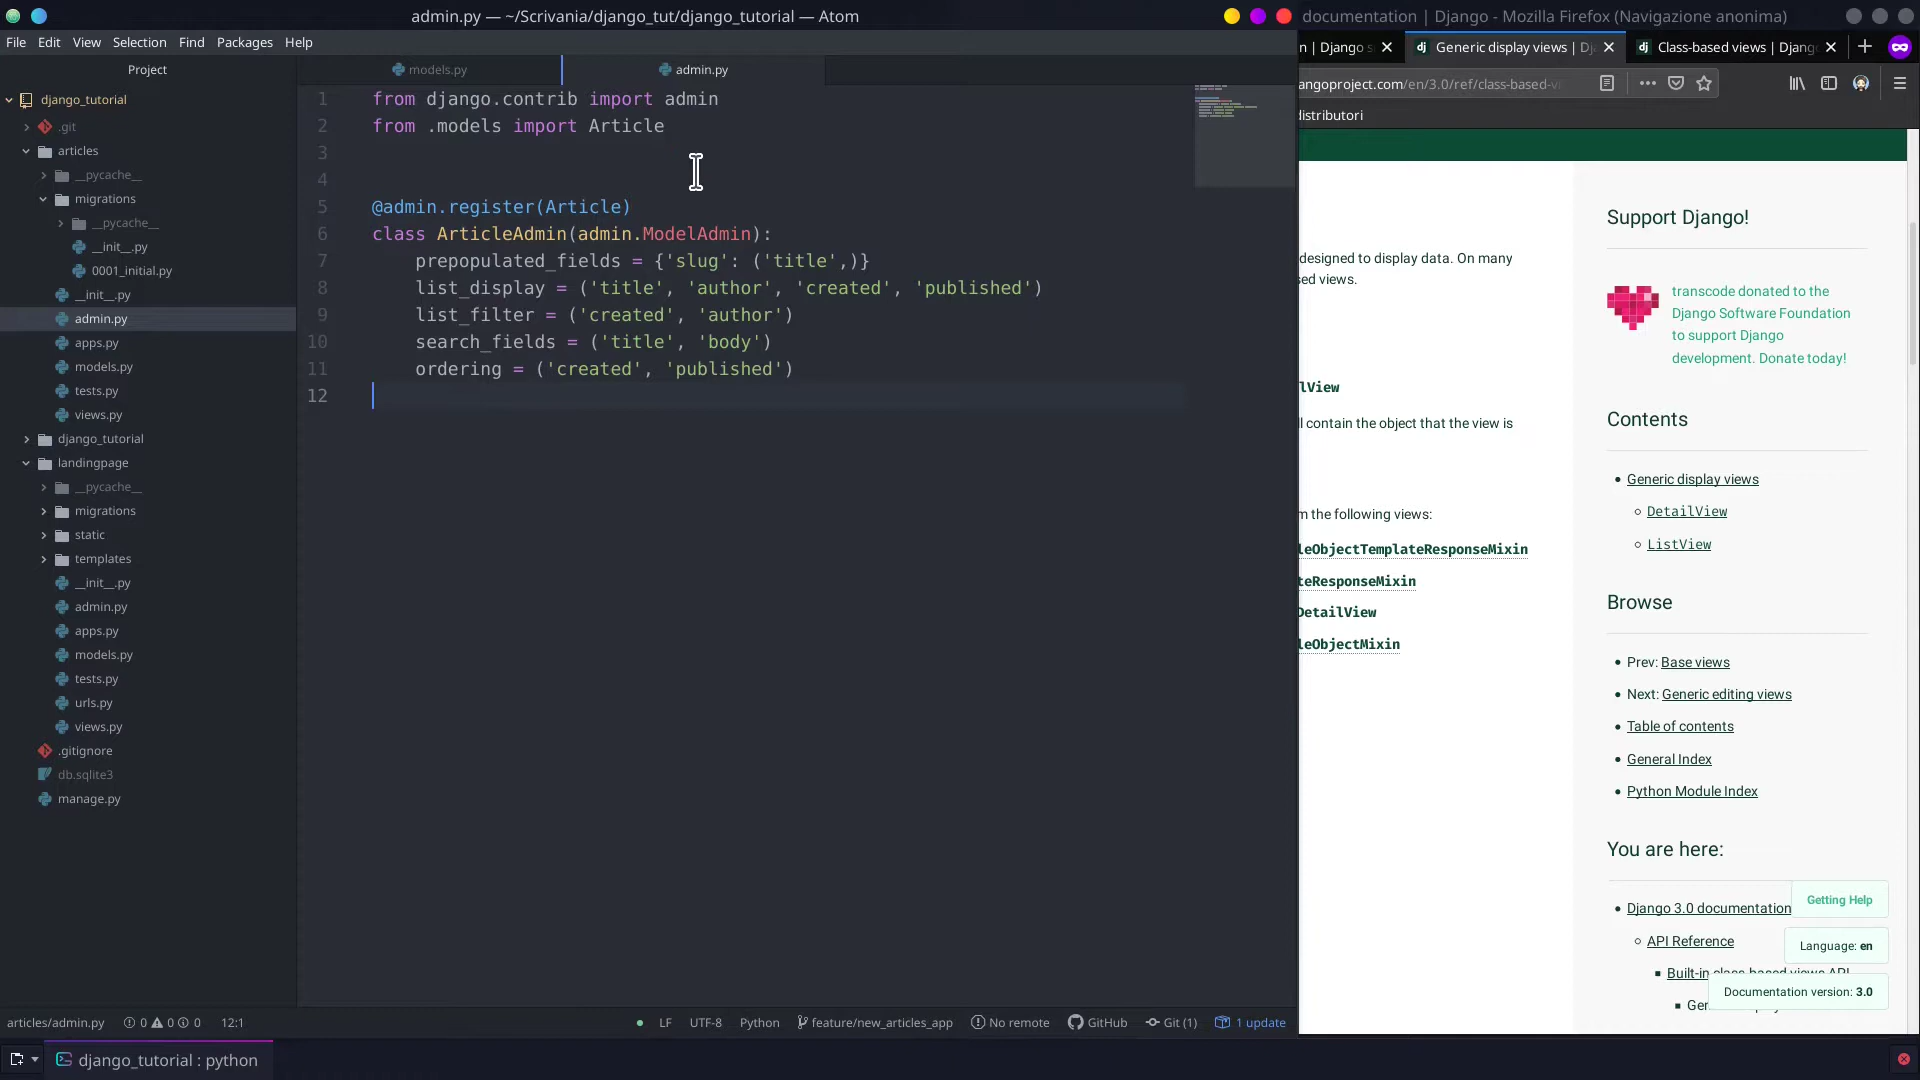 admin.py — ~/Scrivania/django_tut/django_tutorial — Atom
File Edit View Selection Find Packages Help
Project
django_tutorial
.git
articles
__pycache__
migrations
__pycache__
__init__.py
0001_initial.py
__init__.py
admin.py
apps.py
models.py
tests.py
views.py
django_tutorial
landingpage
__pycache__
migrations
static
templates
__init__.py
admin.py
apps.py
models.py
tests.py
urls.py
views.py
.gitignore
db.sqlite3
manage.py
models.py
admin.py
1 from django.contrib import admin
2 from .models import Article
3
4
5 @admin.register(Article)
6 class ArticleAdmin(admin.ModelAdmin):
7 prepopulated_fields = {'slug': ('title',)}
8 list_display = ('title', 'author', 'created', 'published')
9 list_filter = ('created', 'author')
10 search_fields = ('title', 'body')
11 ordering = ('created', 'published')
12
articles/admin.py 0 0 0 12:1 LF UTF-8 Python feature/new_articles_app No remote GitHub Git (1) 1 update
django_tutorial : python
documentation | Django - Mozilla Firefox (Navigazione anonima)
n | Django s
Generic display views | Dj
Class-based views | Django
angoproject.com/en/3.0/ref/class-based-vi
distributori
designed to display data. On many
sed views.
lView
l contain the object that the view is
m the following views:
leObjectTemplateResponseMixin
teResponseMixin
DetailView
leObjectMixin
Support Django!
transcode donated to the
Django Software Foundation
to support Django
development. Donate today!
Contents
Generic display views
DetailView
ListView
Browse
Prev: Base views
Next: Generic editing views
Table of contents
General Index
Python Module Index
You are here:
Django 3.0 documentation
API Reference
Built-in class-based views API
Getting Help
Language: en
Documentation version: 3.0